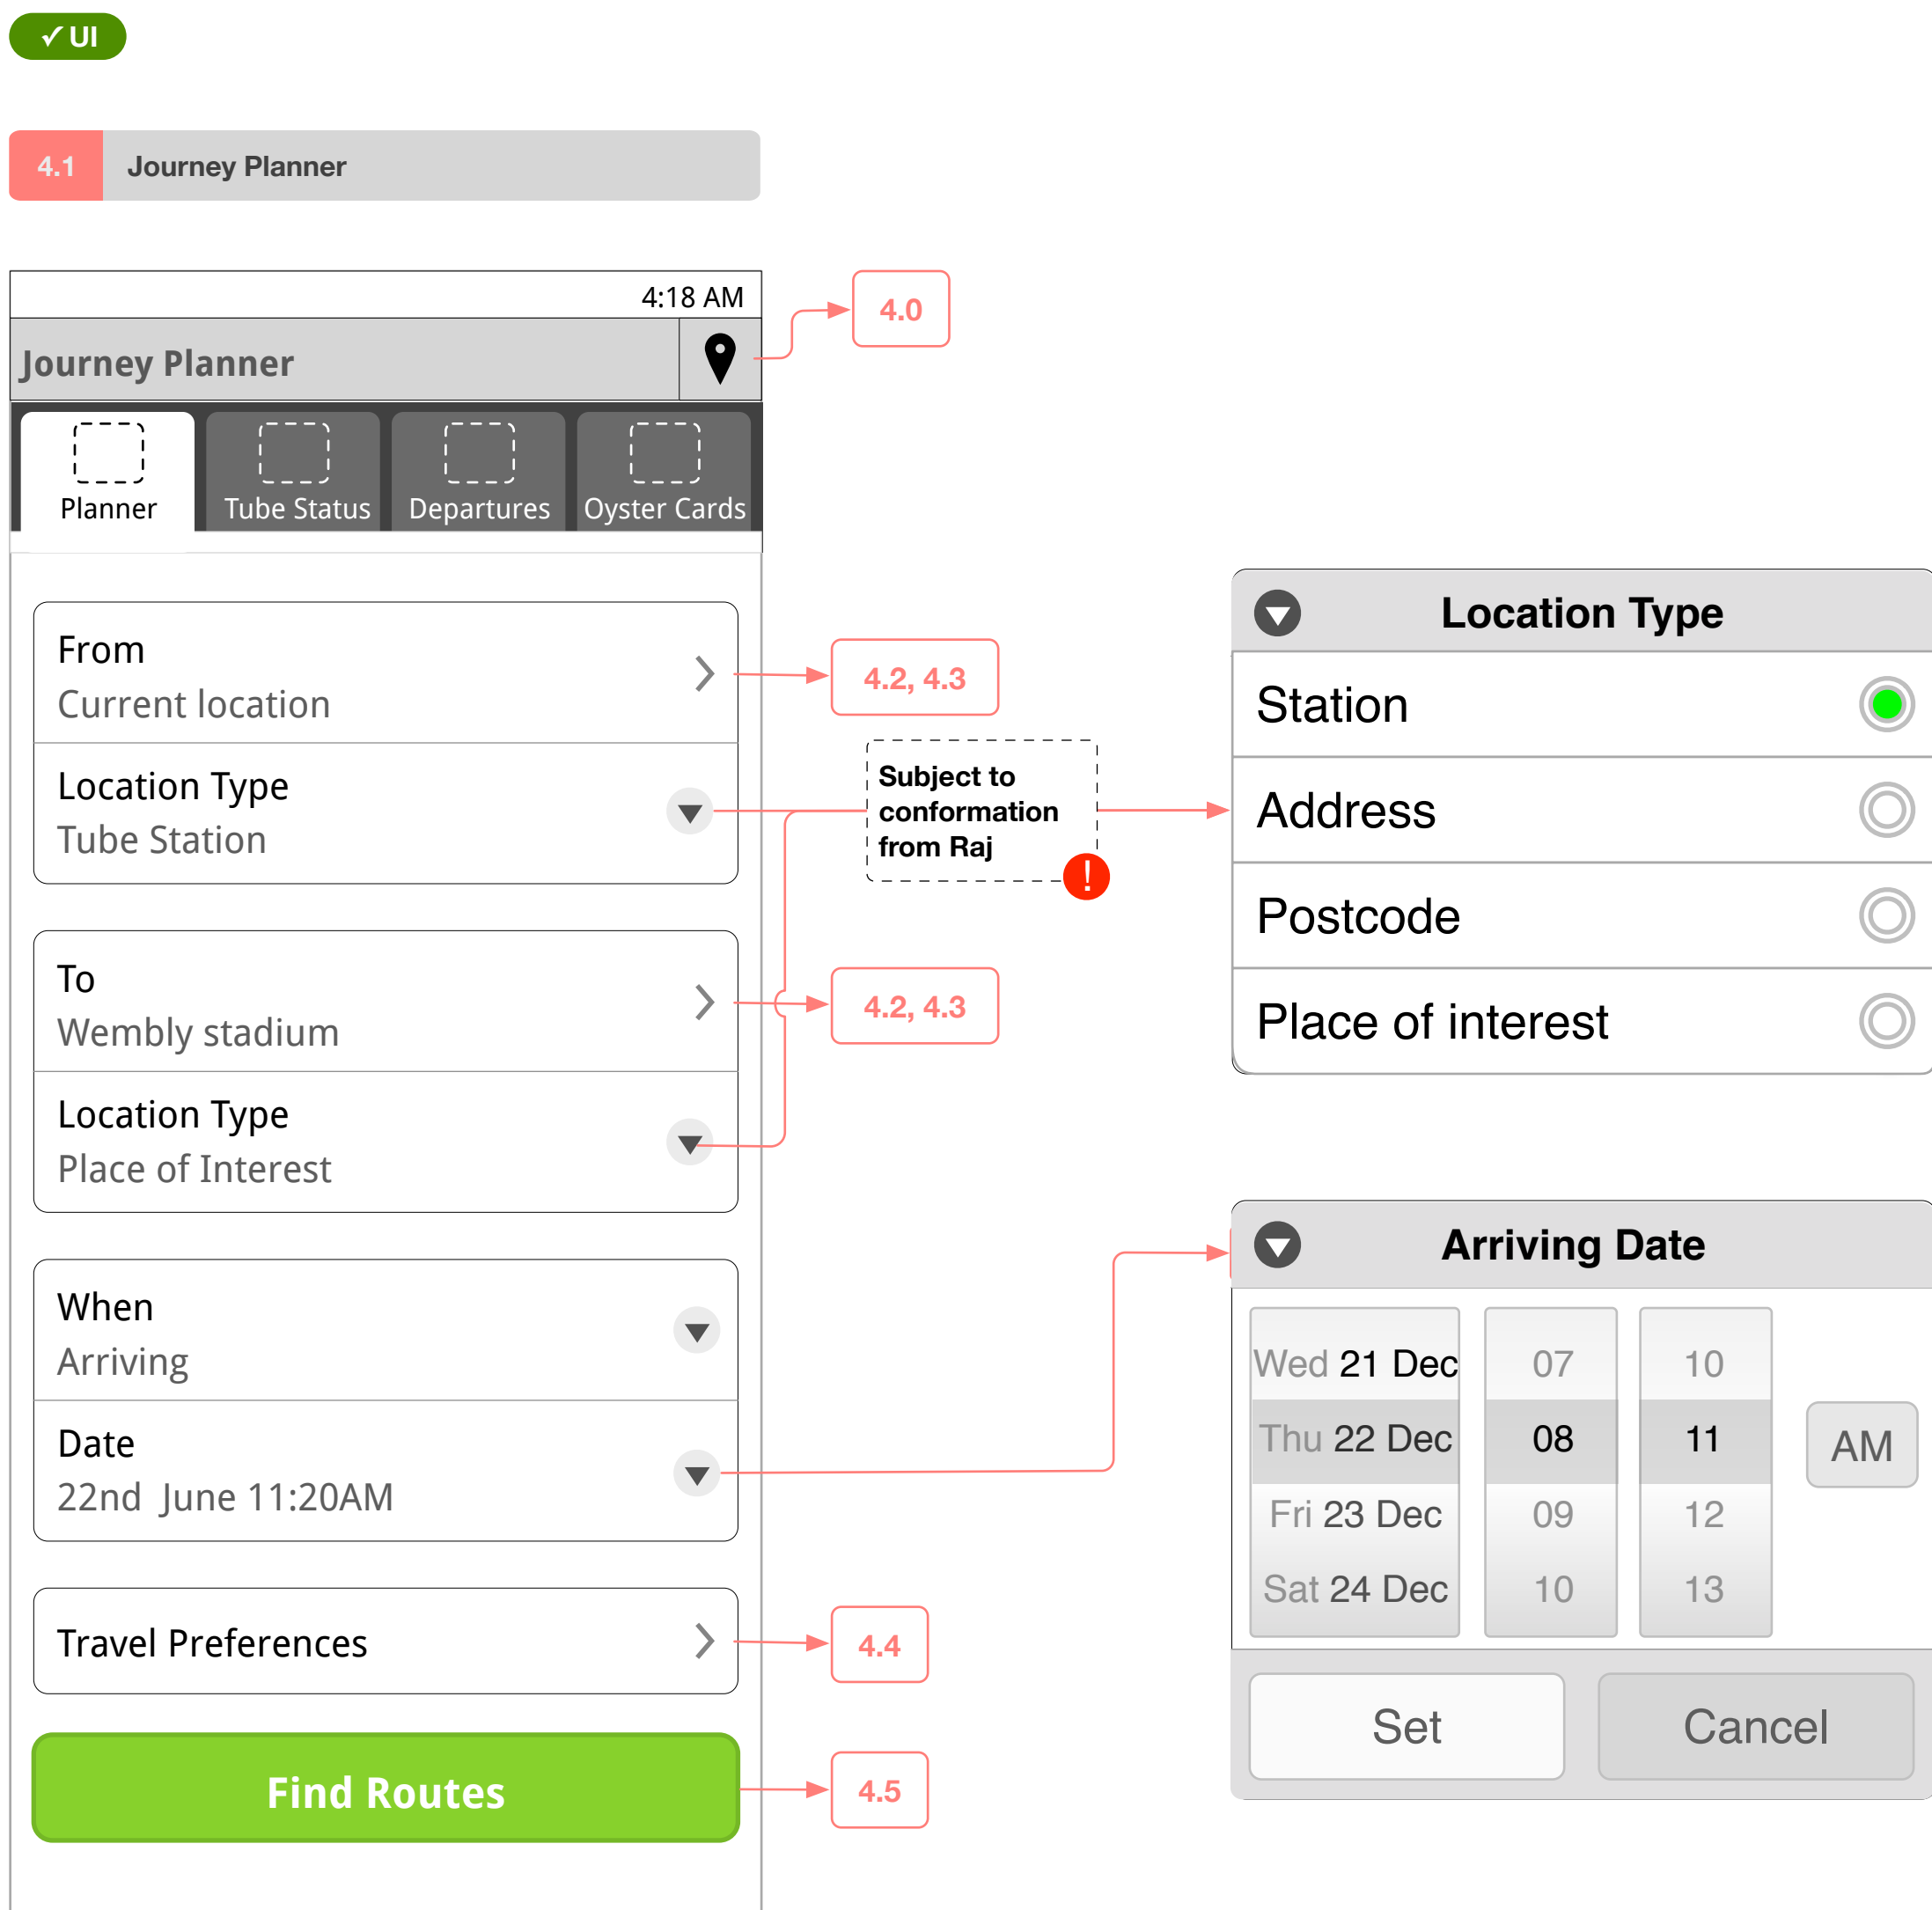 ✓ UI
4.1 Journey Planner
4:18 AM
4.0
Journey Planner
Planner Tube Status Departures Oyster Cards
From
Current location
4.2, 4.3
Location Type
Tube Station
Subject to
conformation
from Raj
!
To
Wembly stadium
4.2, 4.3
Location Type
Place of Interest
When
Arriving
Date
22nd June 11:20AM
Travel Preferences
4.4
Find Routes
4.5
Location Type
Station
Address
Postcode
Place of interest
Arriving Date
Wed 21 Dec 07 10
Thu 22 Dec 08 11 AM
Fri 23 Dec 09 12
Sat 24 Dec 10 13
Set Cancel